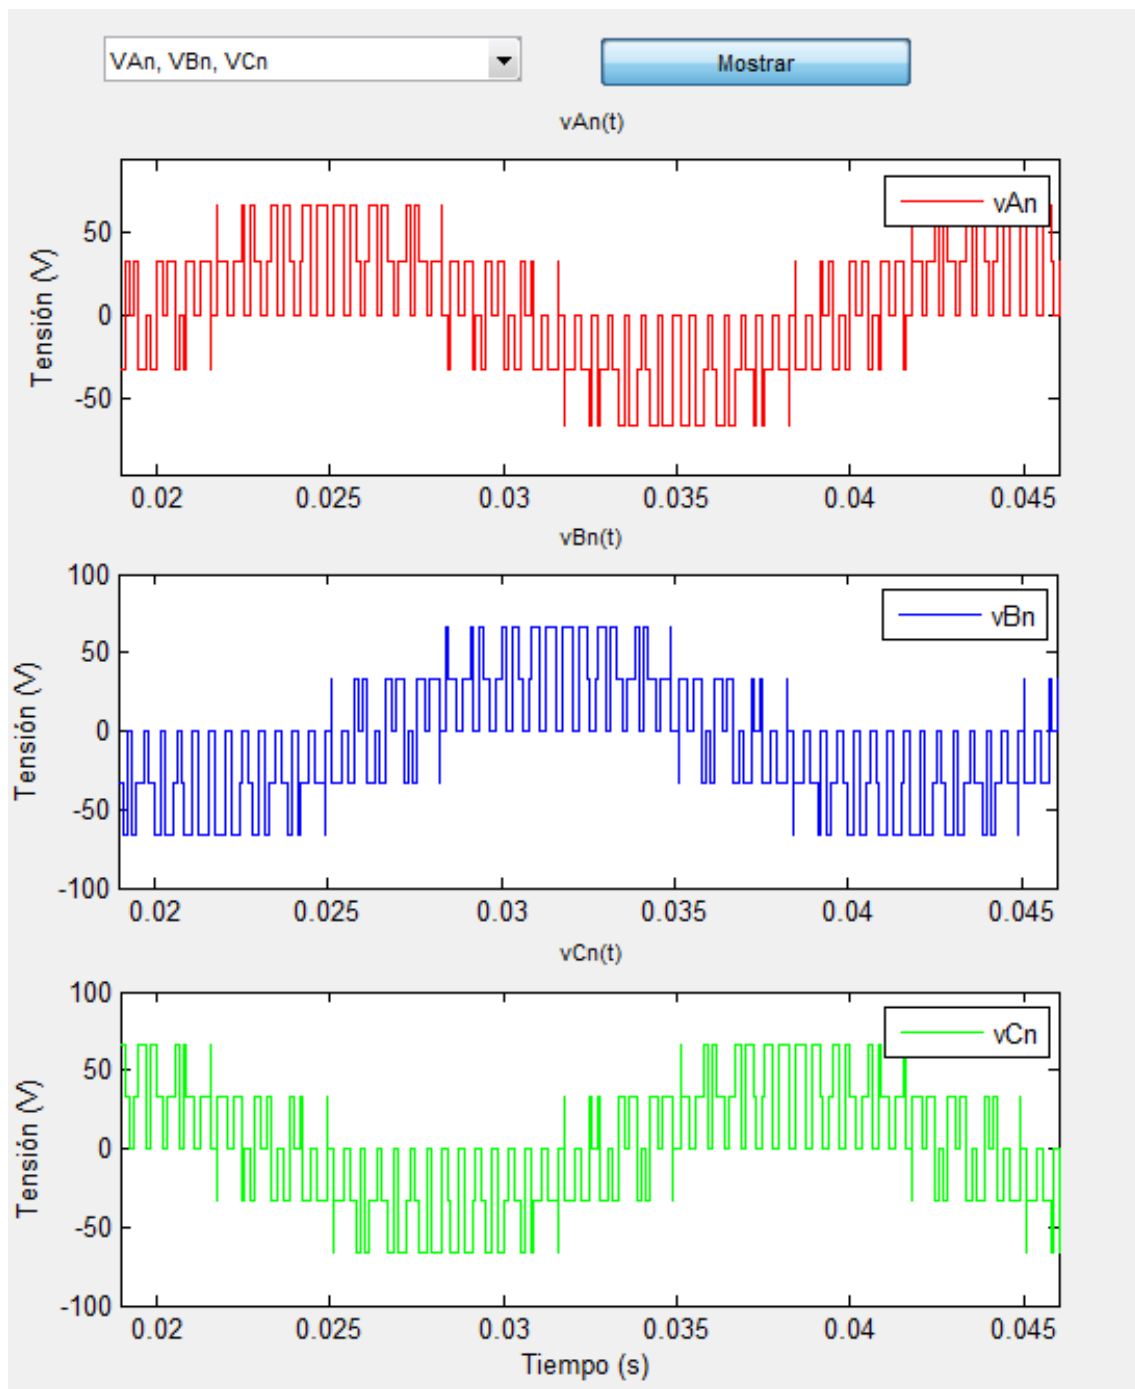 VAn, VBn, VCn
Mostrar
vAn(t)
vAn
50
0
-50
Tensión (V)
0.02 0.025 0.03 0.035 0.04 0.045
vBn(t)
vBn
100
50
0
-50
-100
Tensión (V)
0.02 0.025 0.03 0.035 0.04 0.045
vCn(t)
vCn
100
50
0
-50
-100
Tensión (V)
0.02 0.025 0.03 0.035 0.04 0.045
Tiempo (s)